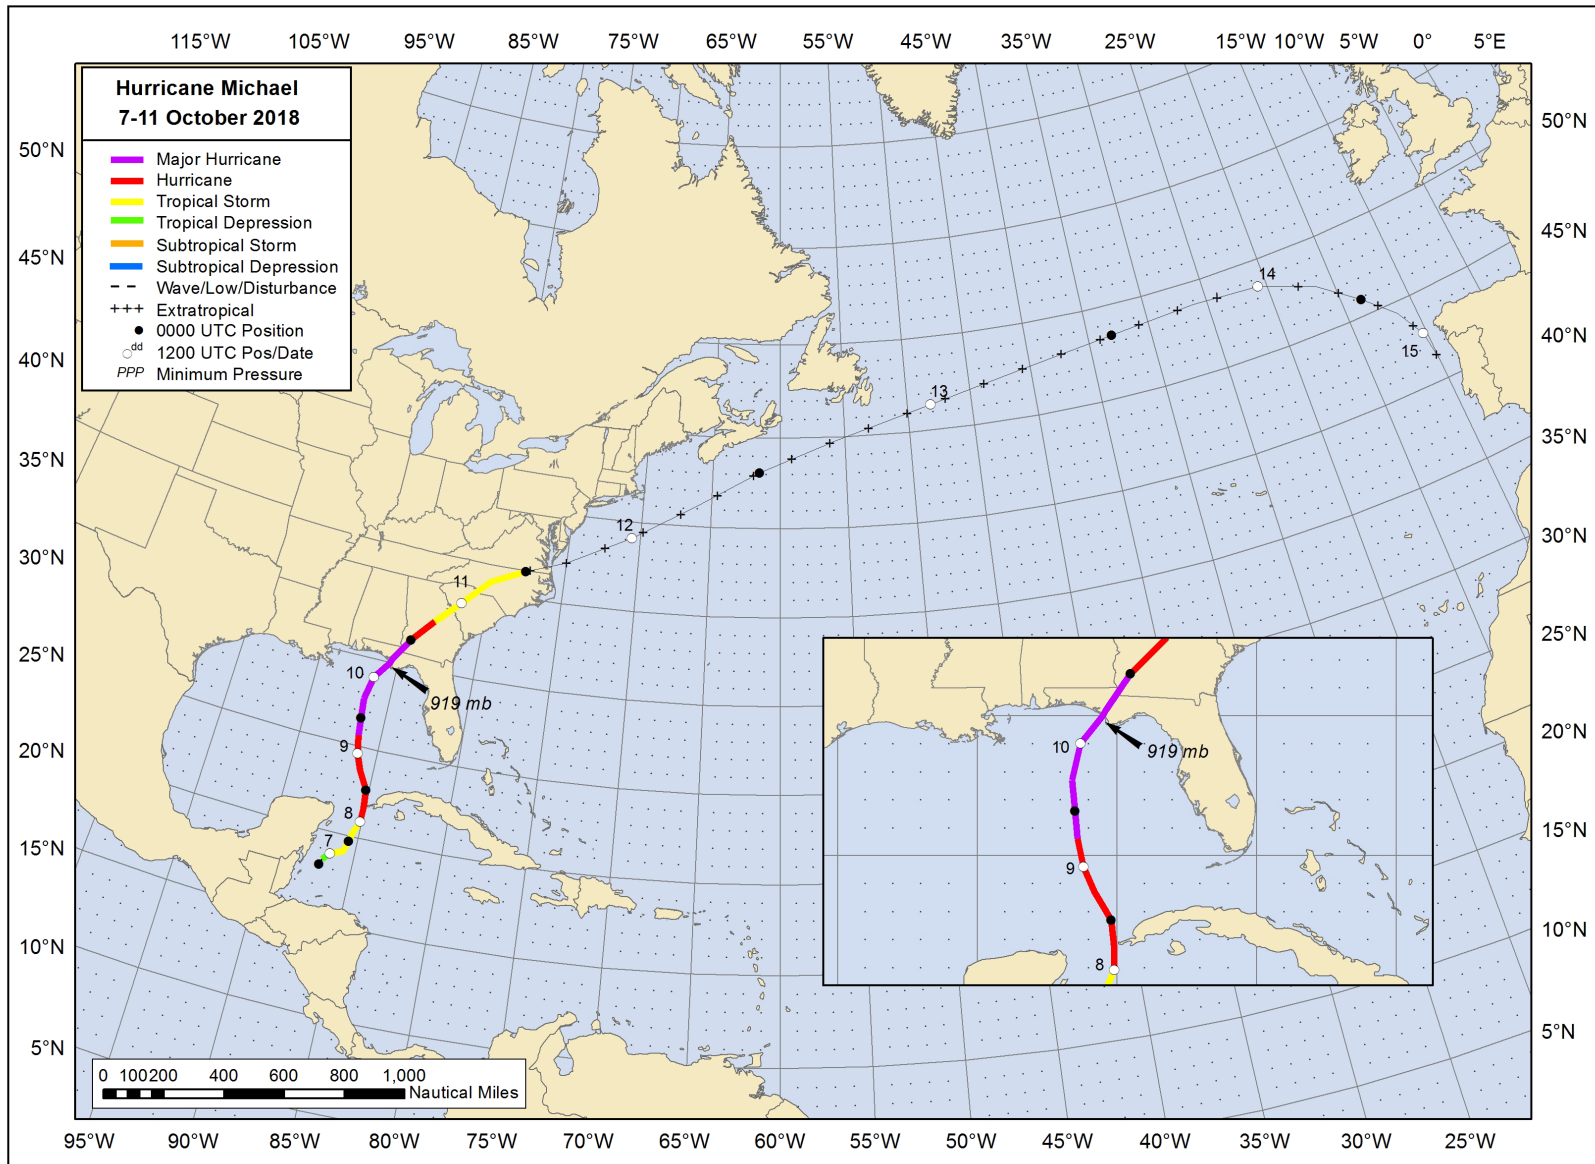 115°W 105°W 95°W 85°W 75°W 65°W 55°W 45°W 35°W 25°W 15°W 10°W 5°W 0° 5°E
Hurricane Michael
7-11 October 2018
Major Hurricane
Hurricane
Tropical Storm
Tropical Depression
Subtropical Storm
Subtropical Depression
Wave/Low/Disturbance
+++ Extratropical
0000 UTC Position
dd 1200 UTC Pos/Date
PPP Minimum Pressure
50°N
45°N
40°N
35°N
30°N
25°N
20°N
15°N
10°N
5°N
50°N
45°N
40°N
35°N
30°N
25°N
20°N
15°N
10°N
5°N
14
15
13
12
11
10
919 mb
9
8
7
10
919 mb
9
8
0 100 200 400 600 800 1,000
Nautical Miles
95°W 90°W 85°W 80°W 75°W 70°W 65°W 60°W 55°W 50°W 45°W 40°W 35°W 30°W 25°W